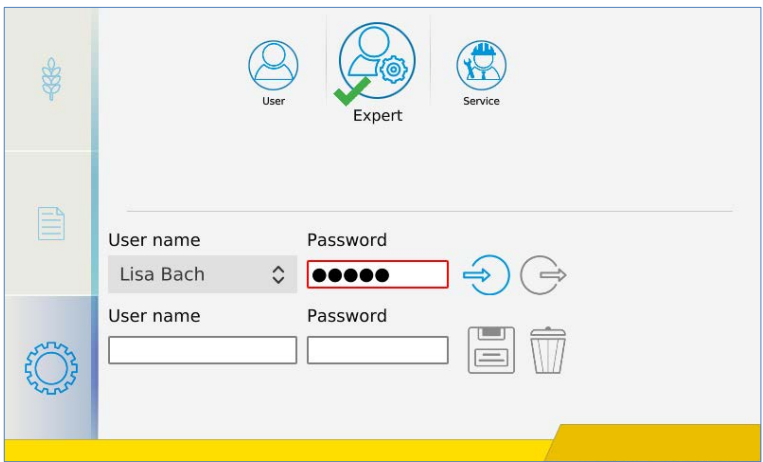 User
Expert
Service
User name
Password
Lisa Bach
●●●●●
User name
Password